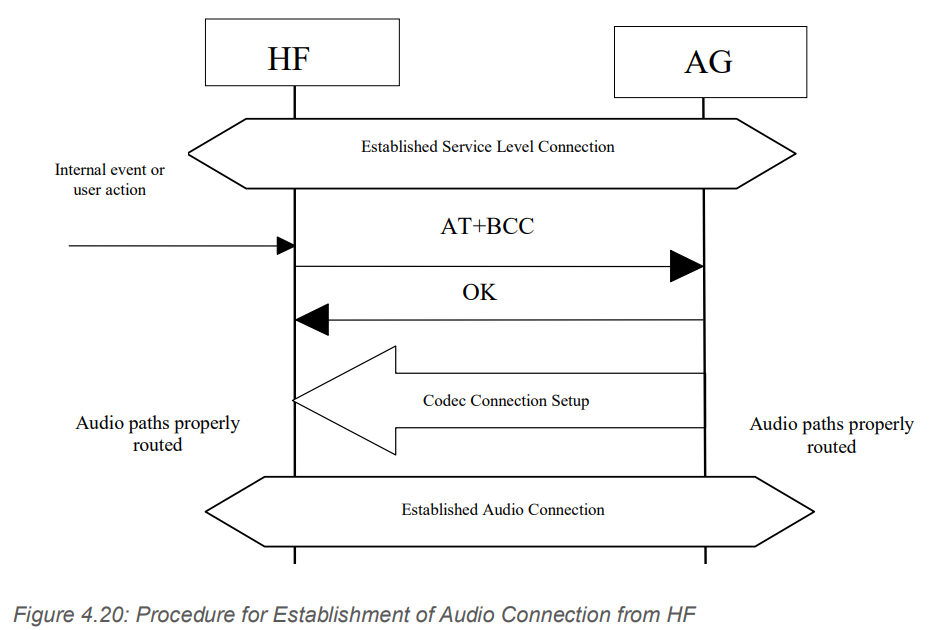 HF
AG
Established Service Level Connection
Internal event or
user action
AT+BCC
OK
Codec Connection Setup
Audio paths properly
routed
Audio paths properly
routed
Established Audio Connection
Figure 4.20: Procedure for Establishment of Audio Connection from HF